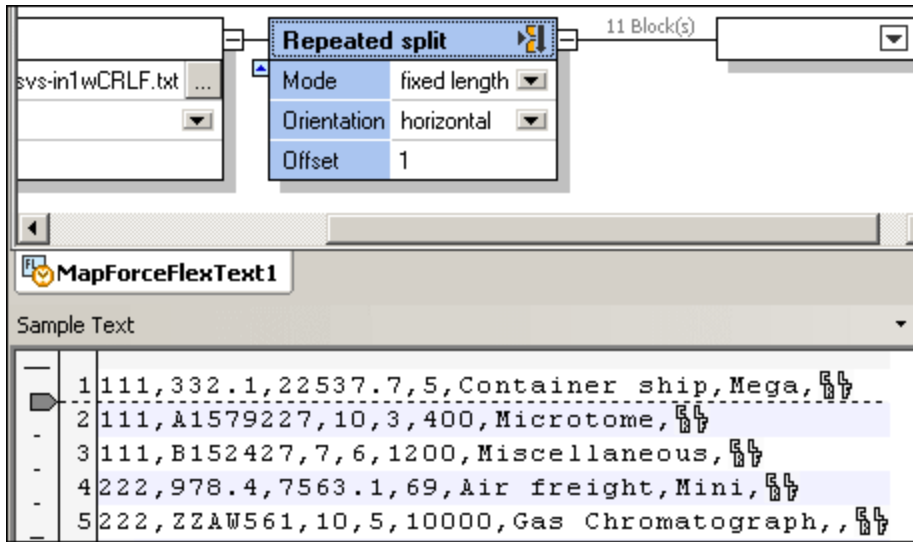 Repeated split
11 Block(s)
svs-in1wCRLF.txt ...
Mode fixed length
Orientation horizontal
Offset 1
MapForceFlexText1
Sample Text
1 111,332.1,22537.7,5,Container ship,Mega,␍␊
2 111,A1579227,10,3,400,Microtome,␍␊
3 111,B152427,7,6,1200,Miscellaneous,␍␊
4 222,978.4,7563.1,69,Air freight,Mini,␍␊
5 222,ZZAW561,10,5,10000,Gas Chromatograph,,␍␊